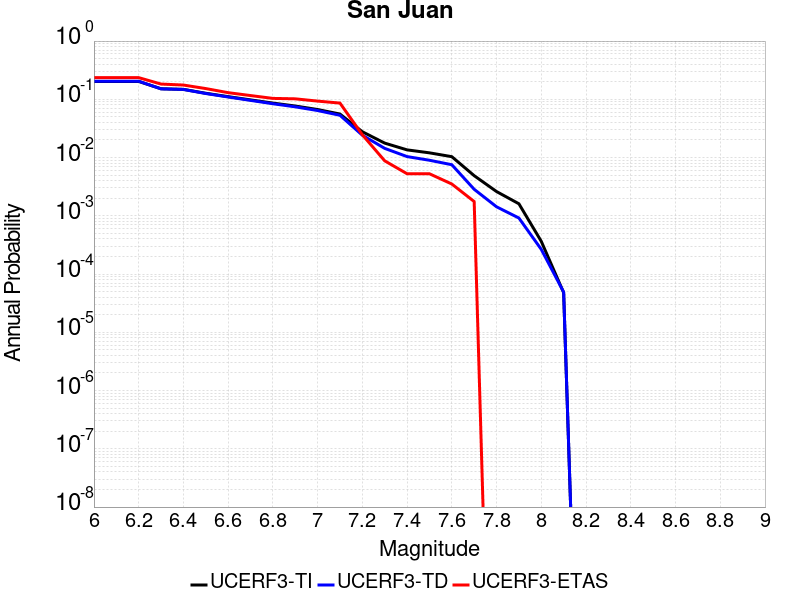 San Juan
Annual Probability
10^0
10^-1
10^-2
10^-3
10^-4
10^-5
10^-6
10^-7
10^-8
6 6.2 6.4 6.6 6.8 7 7.2 7.4 7.6 7.8 8 8.2 8.4 8.6 8.8 9
Magnitude
UCERF3-TI UCERF3-TD UCERF3-ETAS